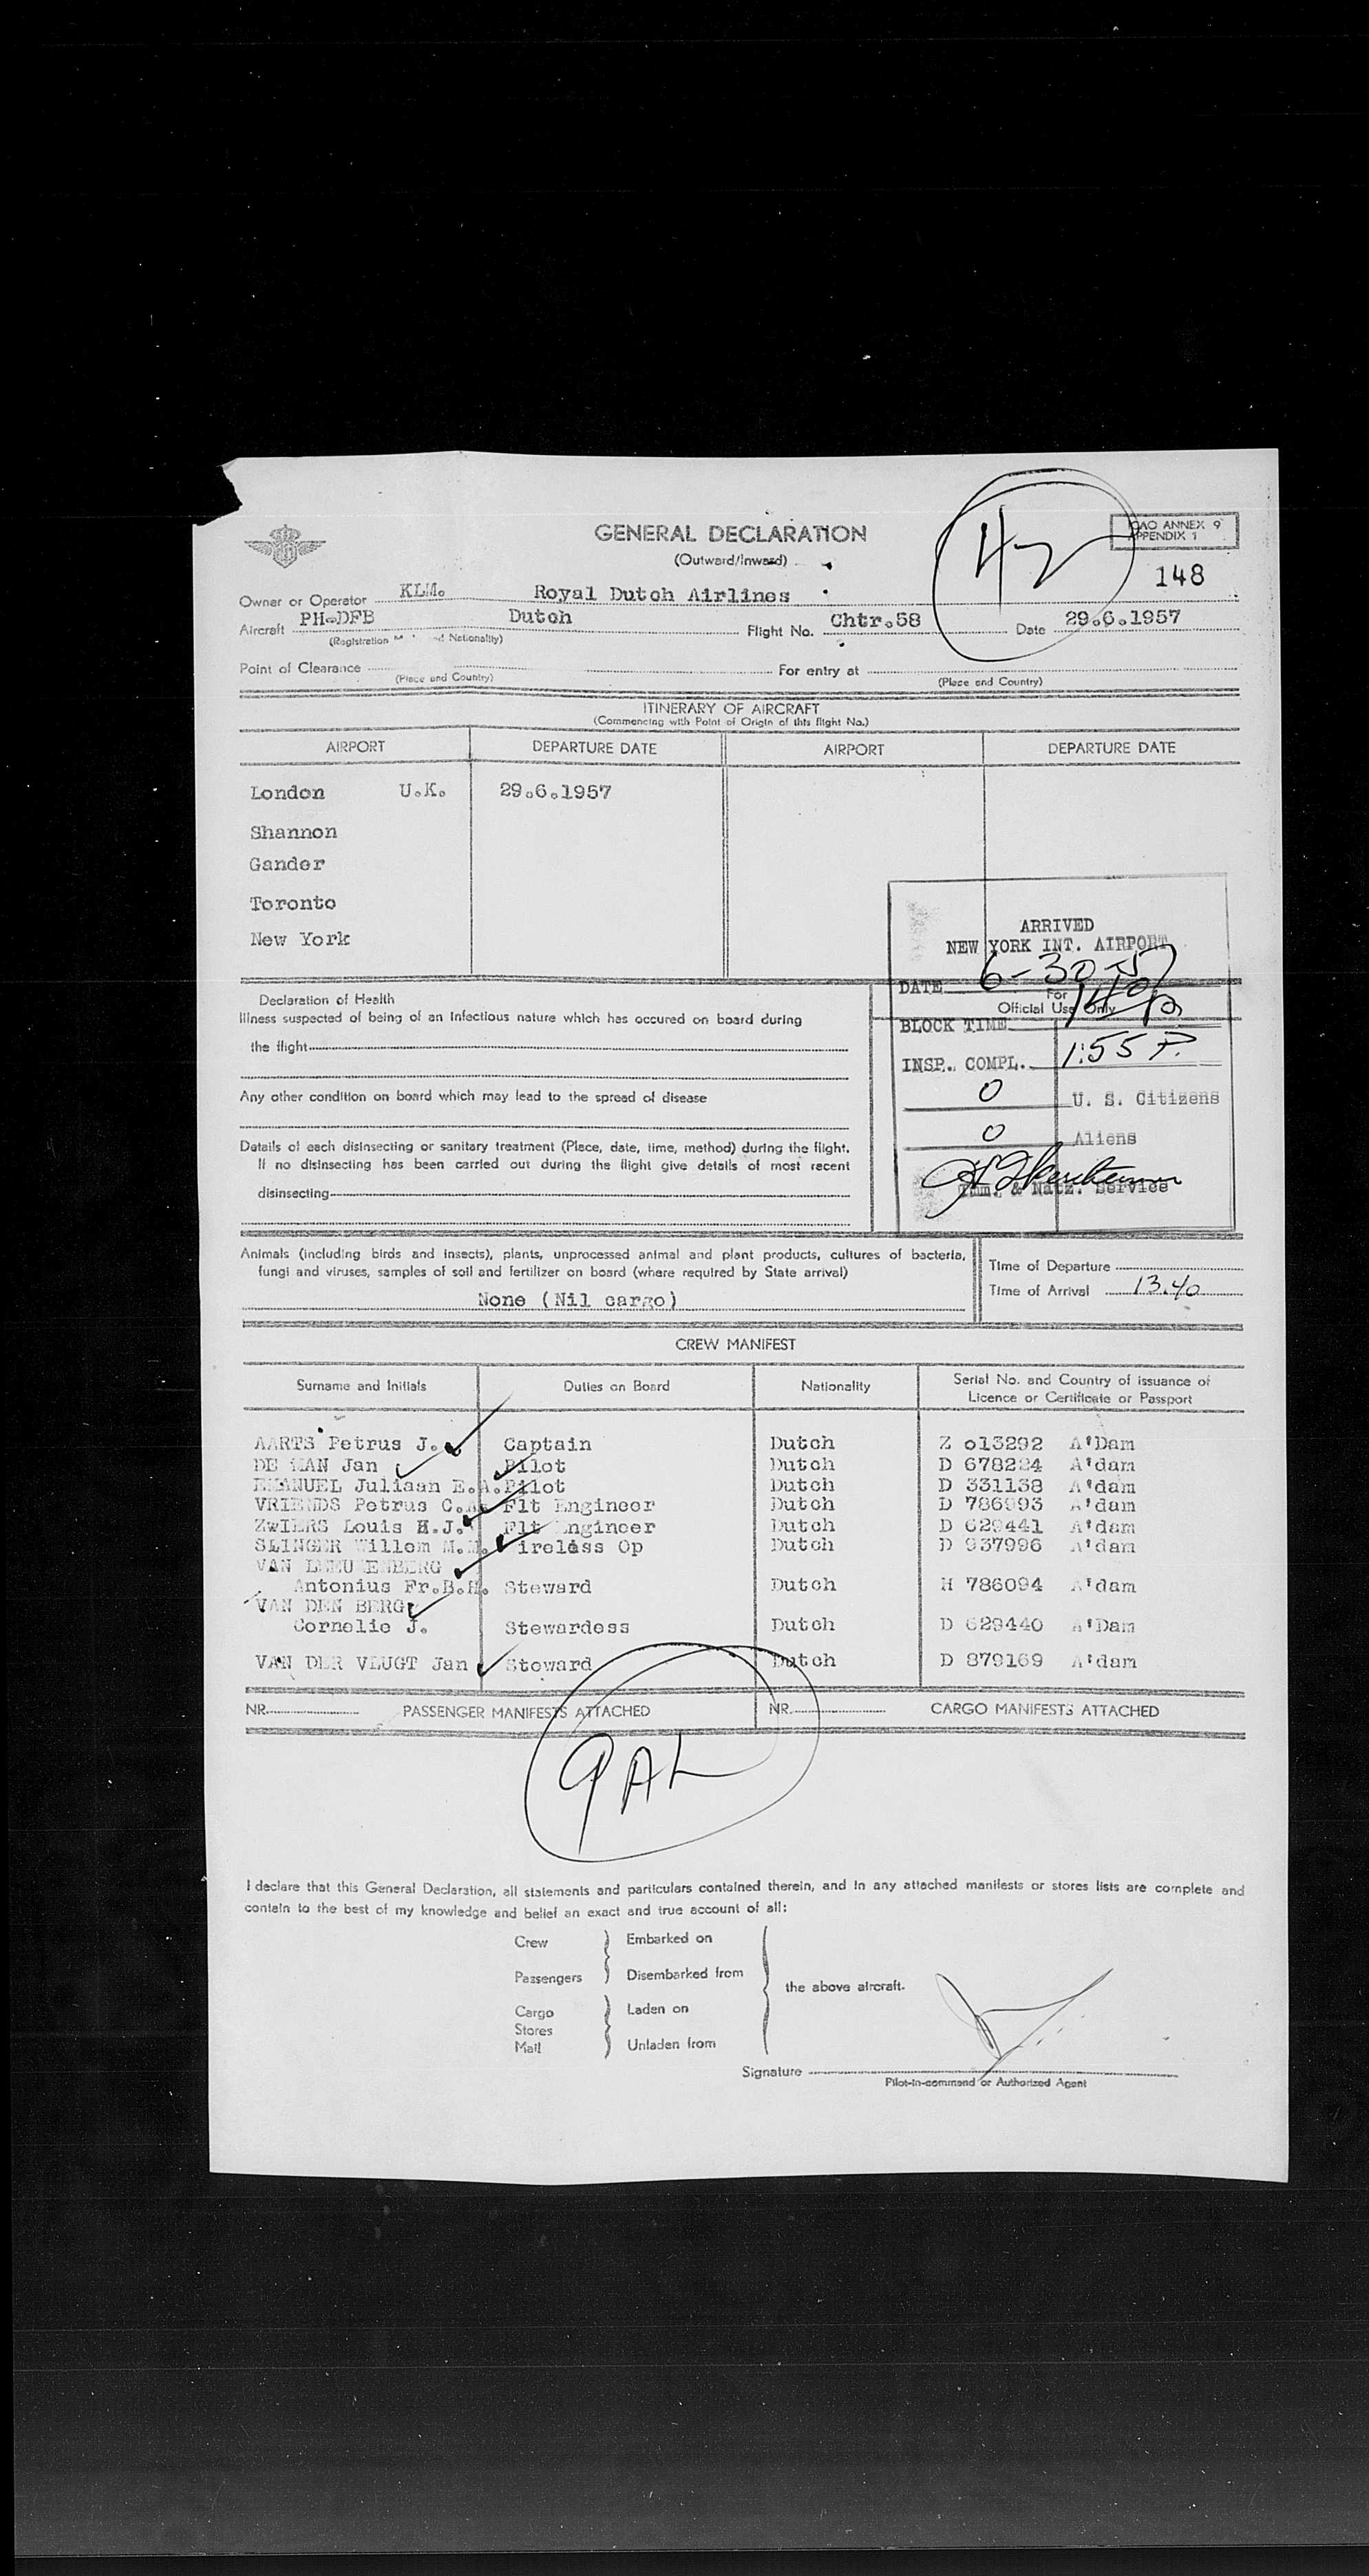 GENERAL DECLARATION
(Outward/Inward)
42
ICAO ANNEX 9
APPENDIX 1
148
Owner or Operator KLM. Royal Dutch Airlines
Aircraft PH-DFB Dutch Flight No. Chtr.58 Date 29.6.1957
(Registration Nationality)
Point of Clearance For entry at
(Place and Country) (Place and Country)
ITINERARY OF AIRCRAFT
(Commencing with Point of Origin of this flight No.)
AIRPORT DEPARTURE DATE AIRPORT DEPARTURE DATE
London U.K. 29.6.1957
Shannon
Gander
Toronto
New York
ARRIVED
NEW YORK INT. AIRPORT
DATE 6-30-57
For
Official Use Only
BLOCK TIME
INSP. COMPL. 1:55 P.
0 U. S. Citizens
0 Aliens
Imm. & Natz. Service
Declaration of Health
Illness suspected of being of an infectious nature which has occured on board during
the flight
Any other condition on board which may lead to the spread of disease
Details of each disinsecting or sanitary treatment (Place, date, time, method) during the flight.
If no disinsecting has been carried out during the flight give details of most recent
disinsecting
Animals (including birds and insects), plants, unprocessed animal and plant products, cultures of bacteria,
fungi and viruses, samples of soil and fertilizer on board (where required by State arrival)
None (Nil cargo)
Time of Departure
Time of Arrival 13.40
CREW MANIFEST
Surname and Initials Duties on Board Nationality Serial No. and Country of issuance of
Licence or Certificate or Passport
AARTS Petrus J. Captain Dutch Z o13292 A'Dam
DE MAN Jan Pilot Dutch D 678224 A'dam
EMANUEL Juliaan E.A. Pilot Dutch D 331138 A'dam
VRIENDS Petrus C. Flt Engineer Dutch D 786993 A'dam
ZwIERS Louis H.J. Flt Engineer Dutch D 629441 A'dam
SLINGER Willem M. Wireless Op Dutch D 937996 A'dam
VAN LEEUWENBERG
Antonius Fr.B.H. Steward Dutch H 786094 A'dam
VAN DEN BERG
Cornelie J. Stewardess Dutch D 629440 A'Dam
VAN DER VLUGT Jan Steward Dutch D 879169 A'dam
NR. PASSENGER MANIFESTS ATTACHED NR. CARGO MANIFESTS ATTACHED
I declare that this General Declaration, all statements and particulars contained therein, and in any attached manifests or stores lists are complete and
contain to the best of my knowledge and belief an exact and true account of all:
Crew Embarked on
Passengers Disembarked from
the above aircraft.
Cargo Laden on
Stores
Mail Unladen from
Signature
Pilot-in-command or Authorized Agent